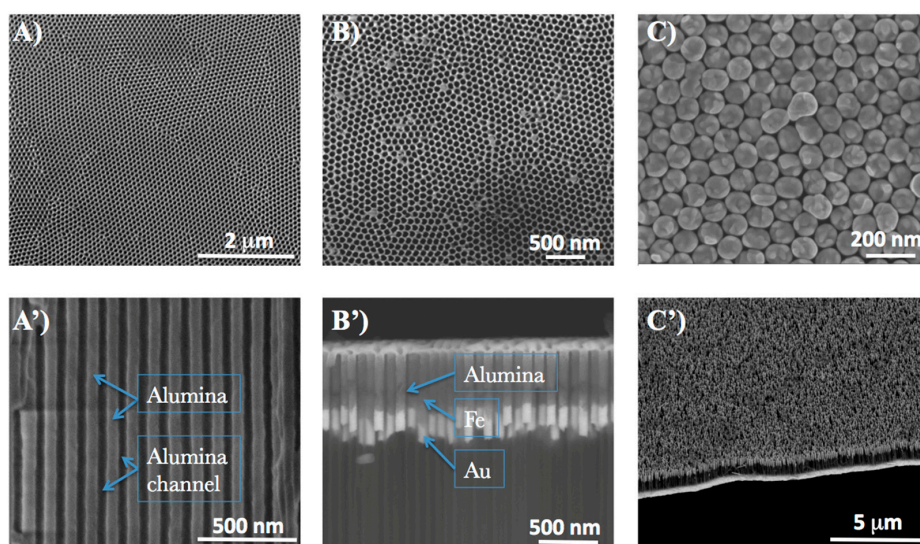 A)
2 μm
B)
500 nm
C)
200 nm
A')
Alumina
Alumina
channel
500 nm
B')
Alumina
Fe
Au
500 nm
C')
5 μm